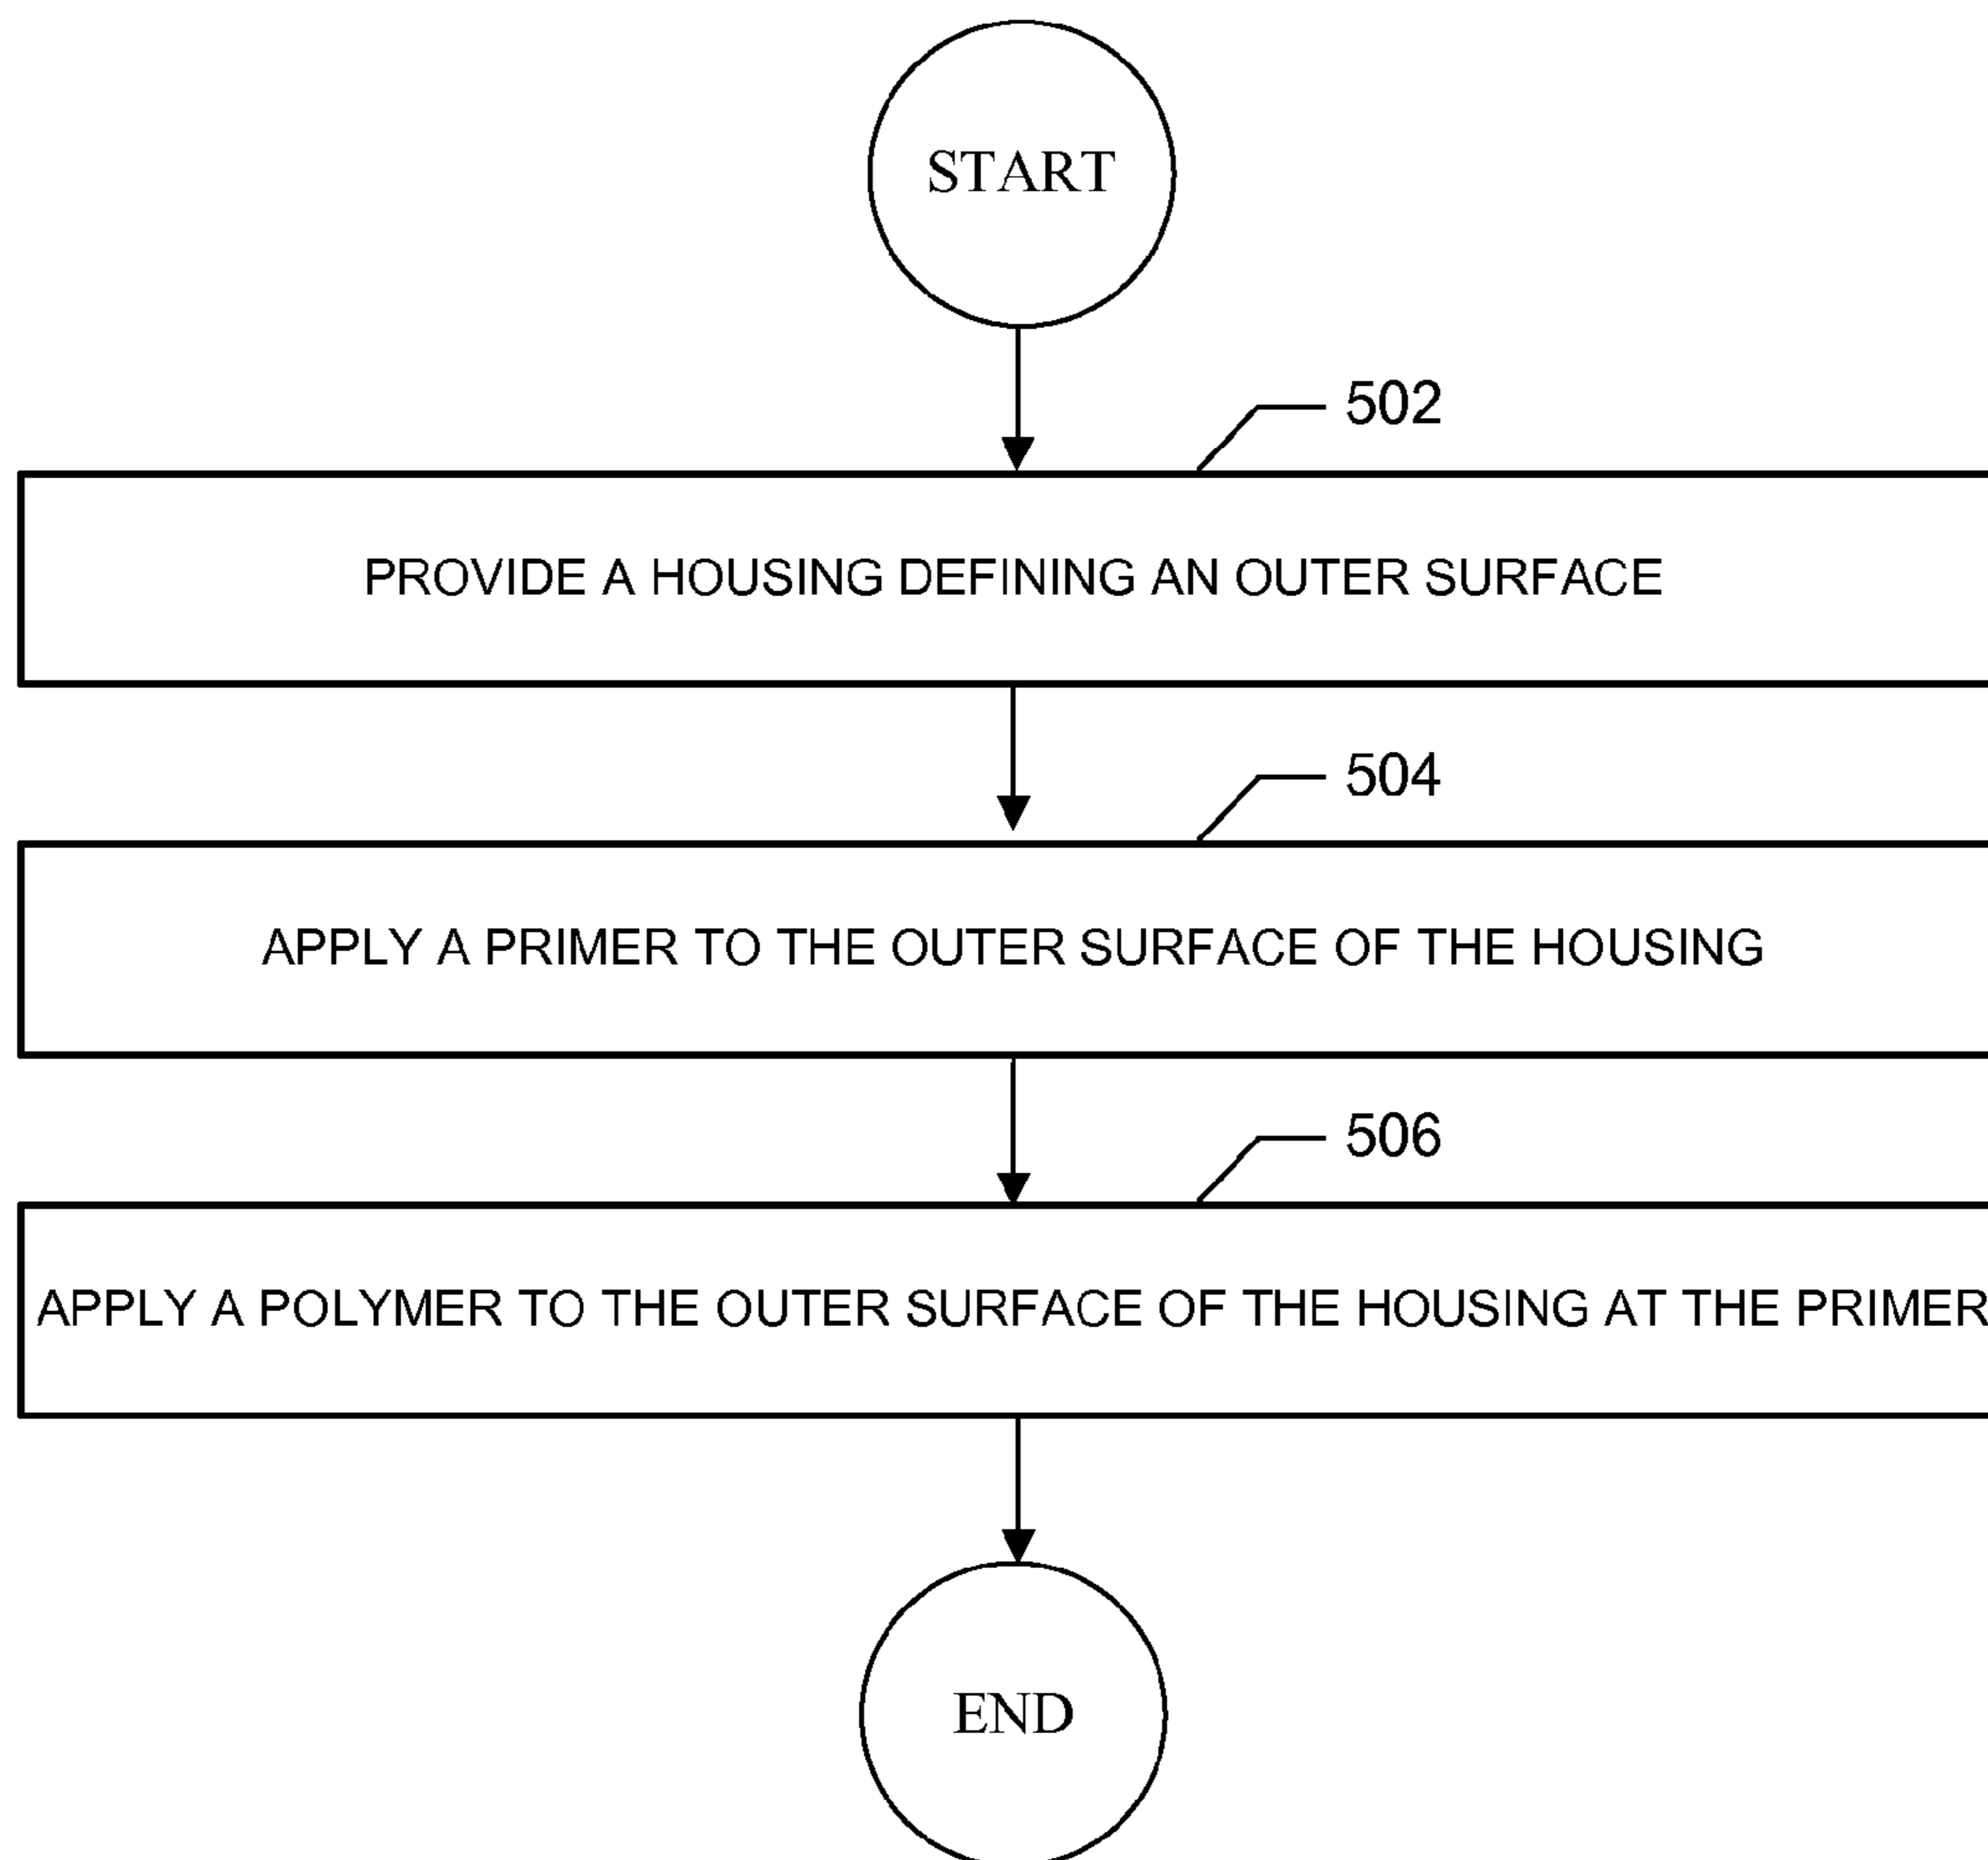 START
502
PROVIDE A HOUSING DEFINING AN OUTER SURFACE
504
APPLY A PRIMER TO THE OUTER SURFACE OF THE HOUSING
506
APPLY A POLYMER TO THE OUTER SURFACE OF THE HOUSING AT THE PRIMER
END